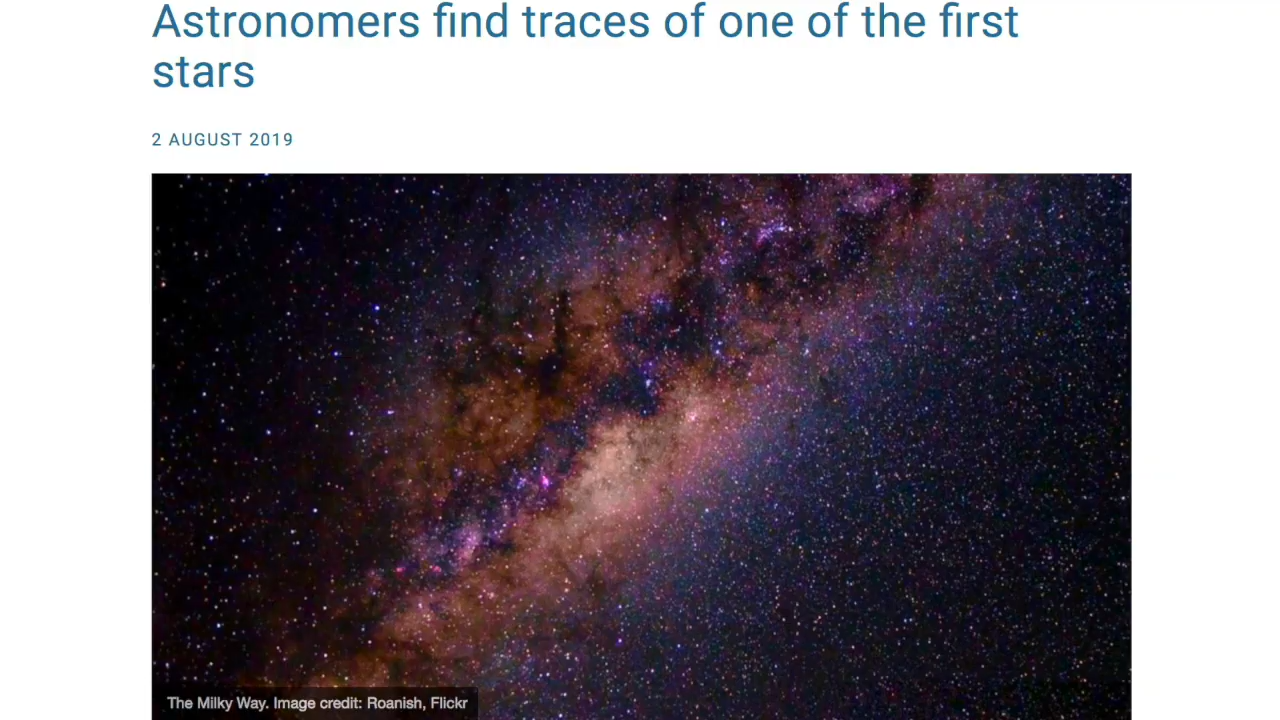 Astronomers find traces of one of the first
stars
2 AUGUST 2019
The Milky Way. Image credit: Roanish, Flickr